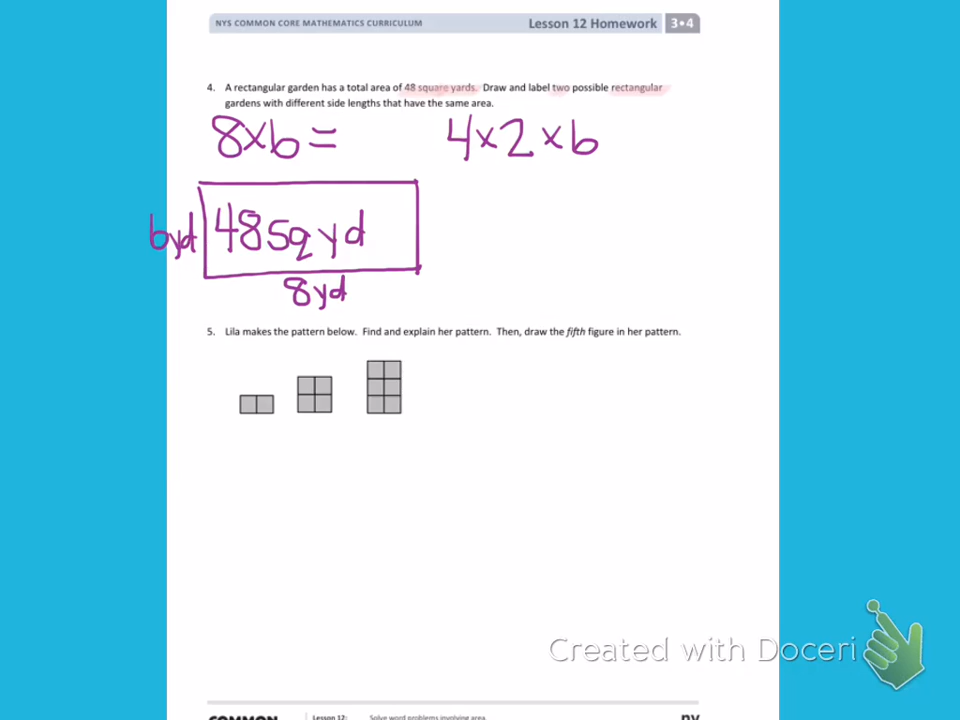 NYS COMMON CORE MATHEMATICS CURRICULUM Lesson 12 Homework 3•4
4. A rectangular garden has a total area of 48 square yards. Draw and label two possible rectangular
gardens with different side lengths that have the same area.
8x6= 4x2x6
6yd 48sqyd
8yd
5. Lila makes the pattern below. Find and explain her pattern. Then, draw the fifth figure in her pattern.
Created with Doceri
COMMON Lesson 12: Solve word problems involving area. ny